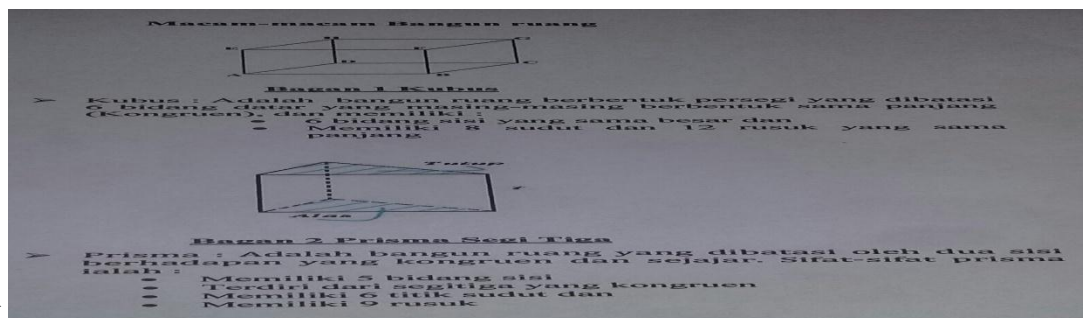 Macam-macam Bangun ruang
H G
E F
D C
A B
Bagan 1 Kubus
Kubus : Adalah bangun ruang berbentuk persegi yang dibatasi
6 bidang datar yang masing-masing berbentuk sama panjang
(Kongruen), dan memiliki :
6 bidang sisi yang sama besar dan
Memiliki 8 sudut dan 12 rusuk yang sama
panjang
Tutup
t
Alas
Bagan 2 Prisma Segi Tiga
Prisma : Adalah bangun ruang yang dibatasi oleh dua sisi
berhadapan yang kongruen dan sejajar. Sifat-sifat prisma
ialah :
Memiliki 5 bidang sisi
Terdiri dari segitiga yang kongruen
Memiliki 6 titik sudut dan
Memiliki 9 rusuk